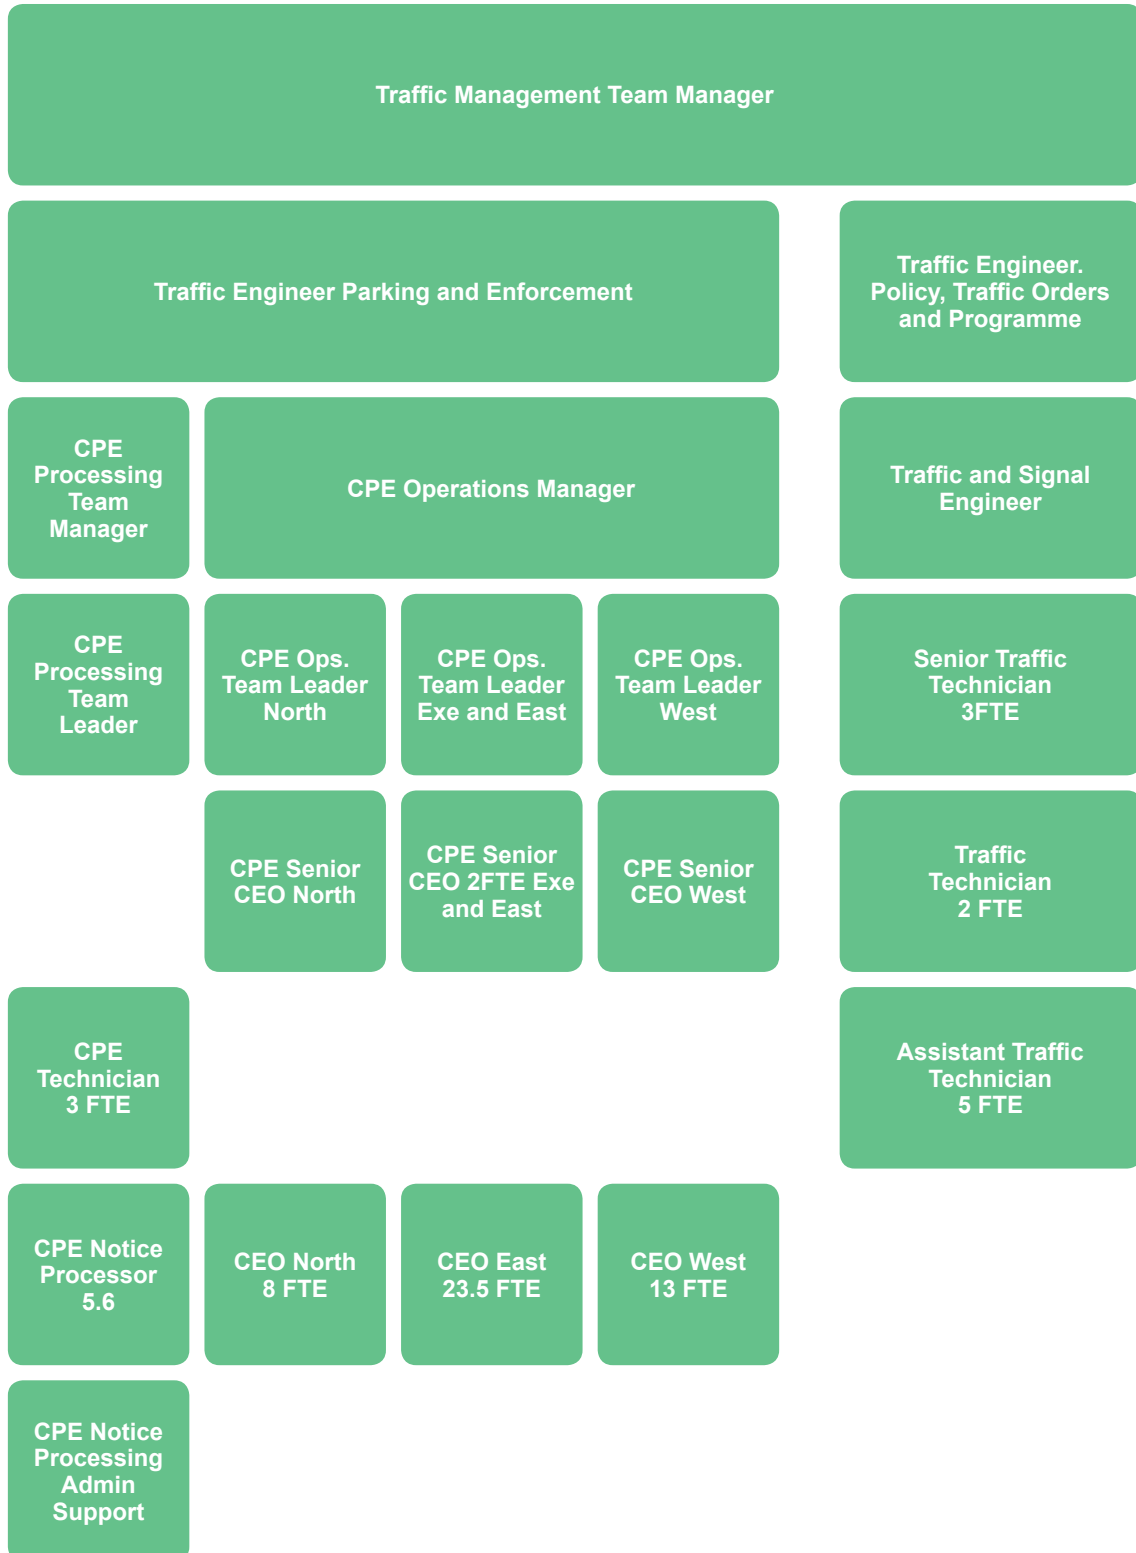 Traffic Management Team Manager
Traffic Engineer Parking and Enforcement
Traffic Engineer.
Policy, Traffic Orders
and Programme
CPE
Processing
Team
Manager
CPE Operations Manager
Traffic and Signal
Engineer
CPE
Processing
Team
Leader
CPE Ops.
Team Leader
North
CPE Ops.
Team Leader
Exe and East
CPE Ops.
Team Leader
West
Senior Traffic
Technician
3FTE
CPE Senior
CEO North
CPE Senior
CEO 2FTE Exe
and East
CPE Senior
CEO West
Traffic
Technician
2 FTE
CPE
Technician
3 FTE
Assistant Traffic
Technician
5 FTE
CPE Notice
Processor
5.6
CEO North
8 FTE
CEO East
23.5 FTE
CEO West
13 FTE
CPE Notice
Processing
Admin
Support